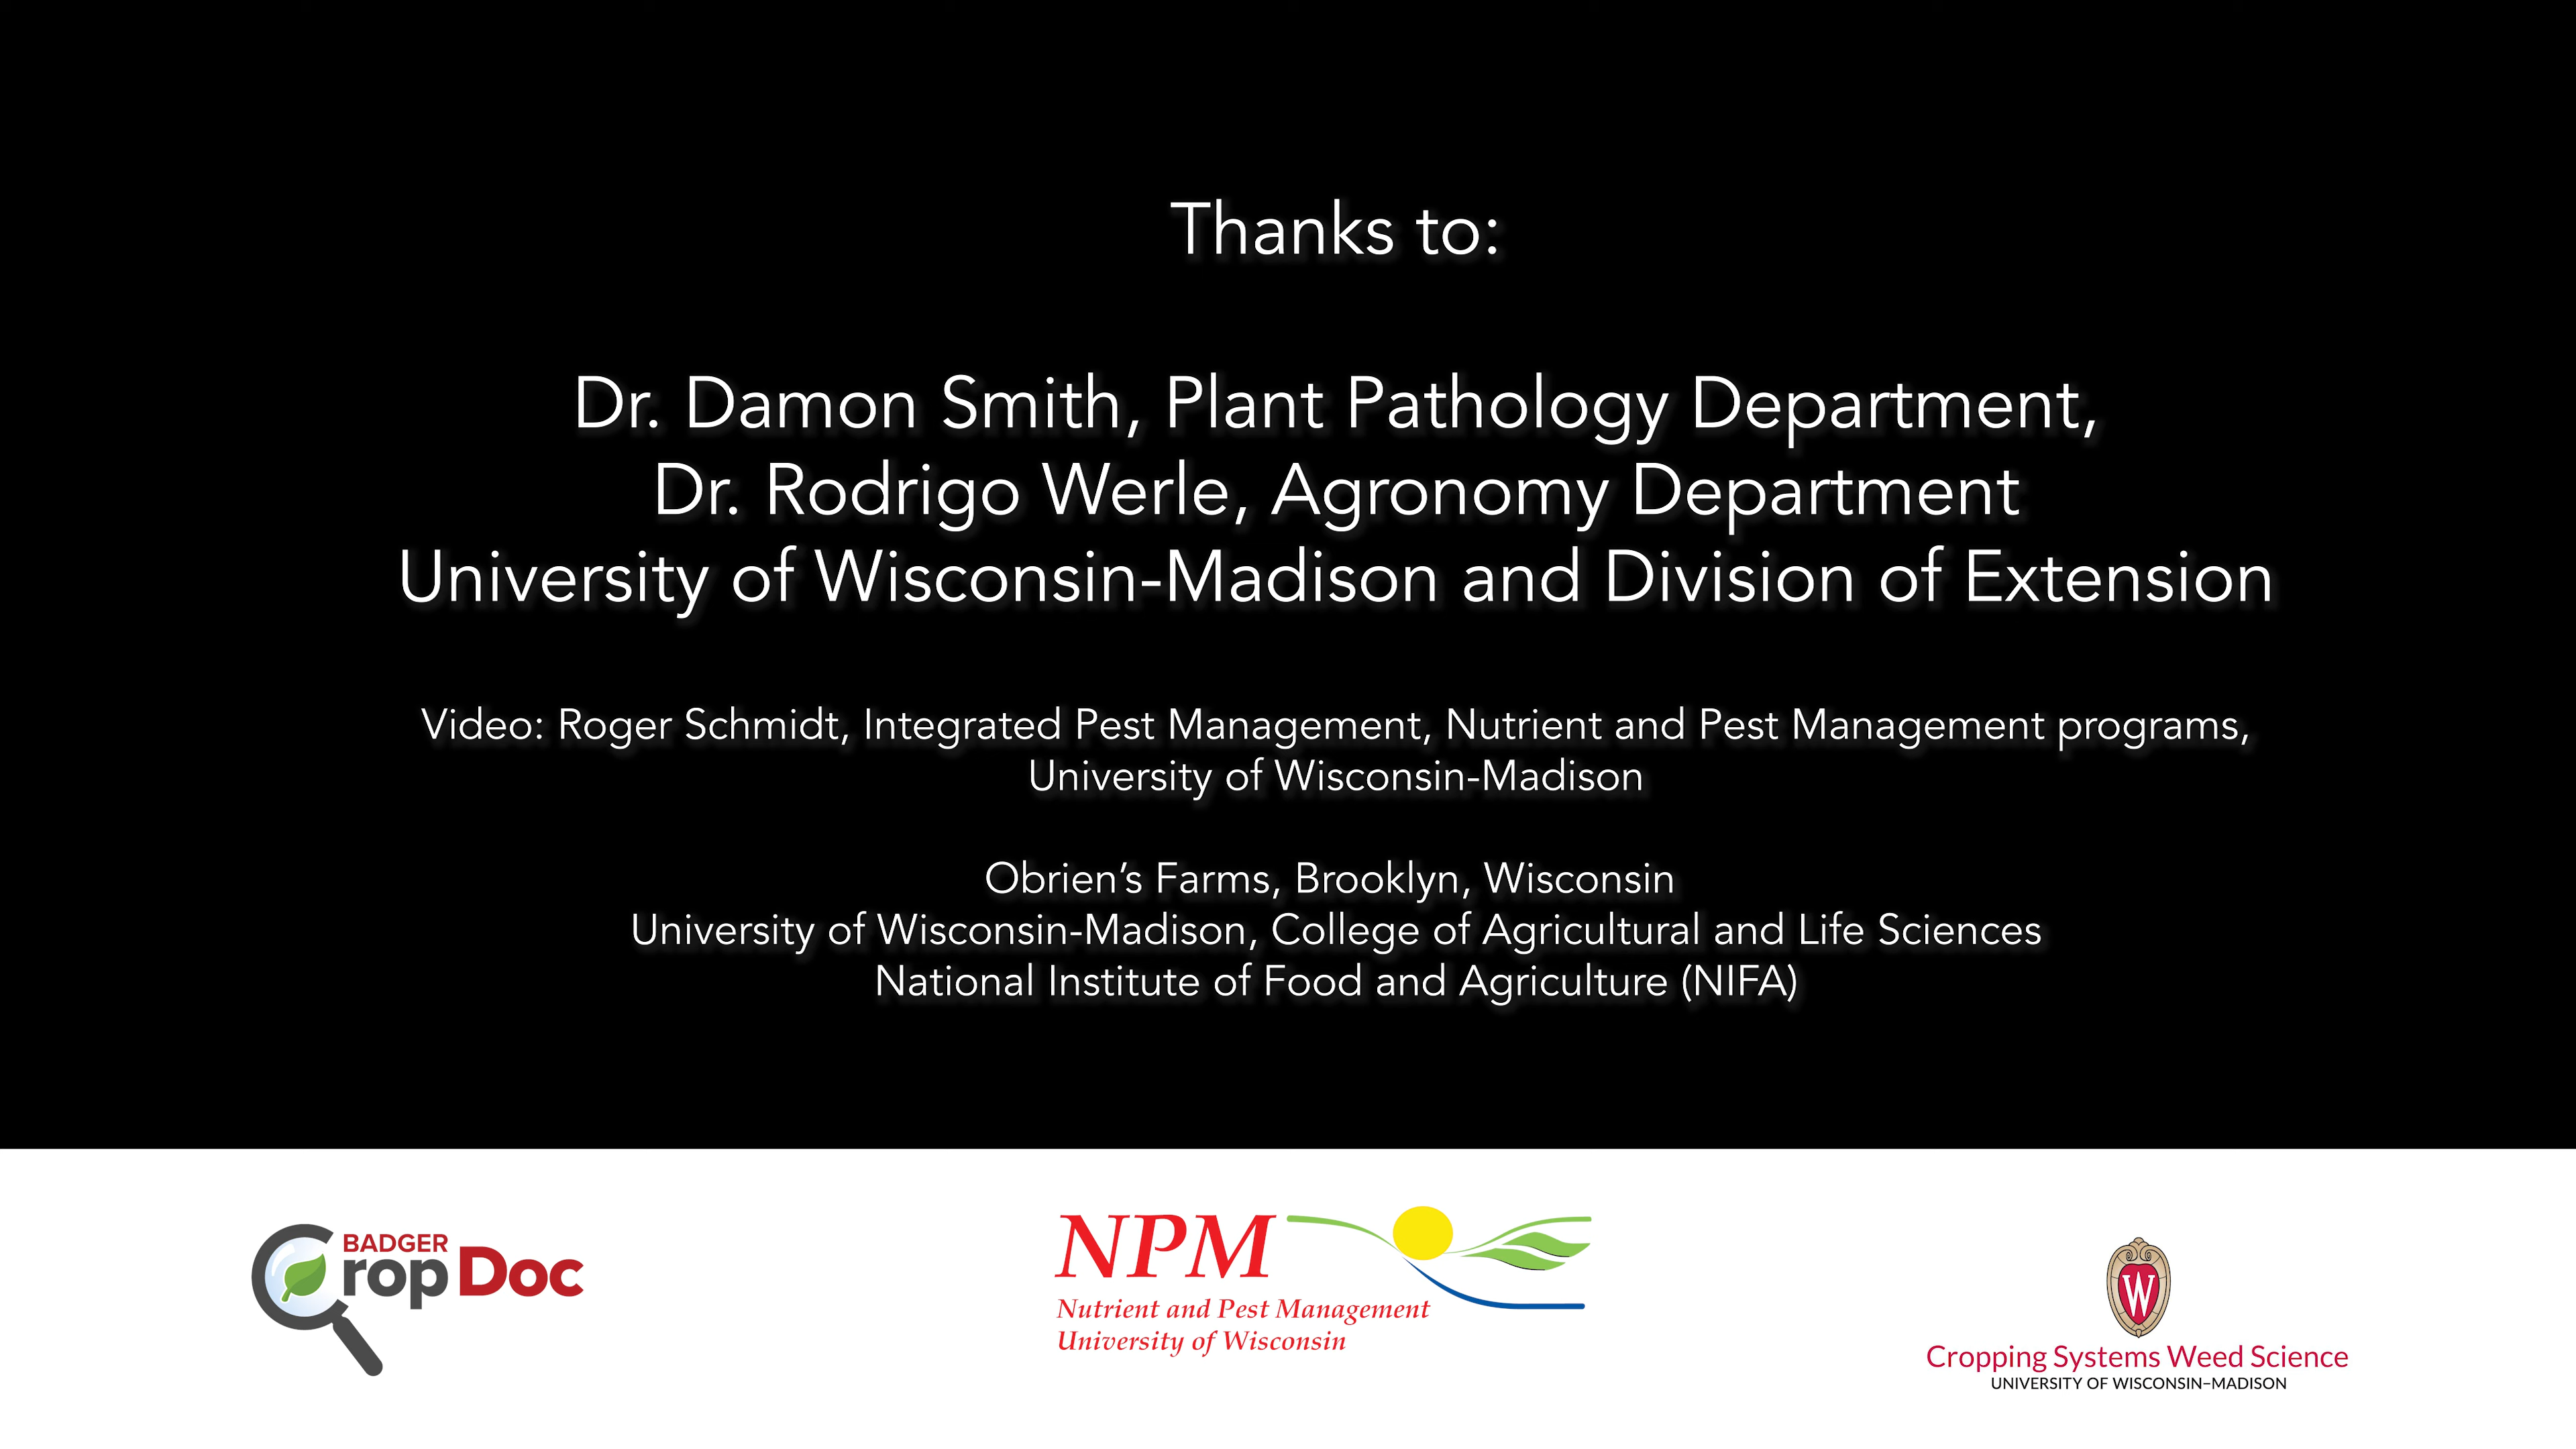 Thanks to:
Dr. Damon Smith, Plant Pathology Department,
Dr. Rodrigo Werle, Agronomy Department
University of Wisconsin-Madison and Division of Extension
Video: Roger Schmidt, Integrated Pest Management, Nutrient and Pest Management programs,
University of Wisconsin-Madison
Obrien’s Farms, Brooklyn, Wisconsin
University of Wisconsin-Madison, College of Agricultural and Life Sciences
National Institute of Food and Agriculture (NIFA)
BADGER
Crop Doc
NPM
Nutrient and Pest Management
University of Wisconsin
W
Cropping Systems Weed Science
UNIVERSITY OF WISCONSIN–MADISON